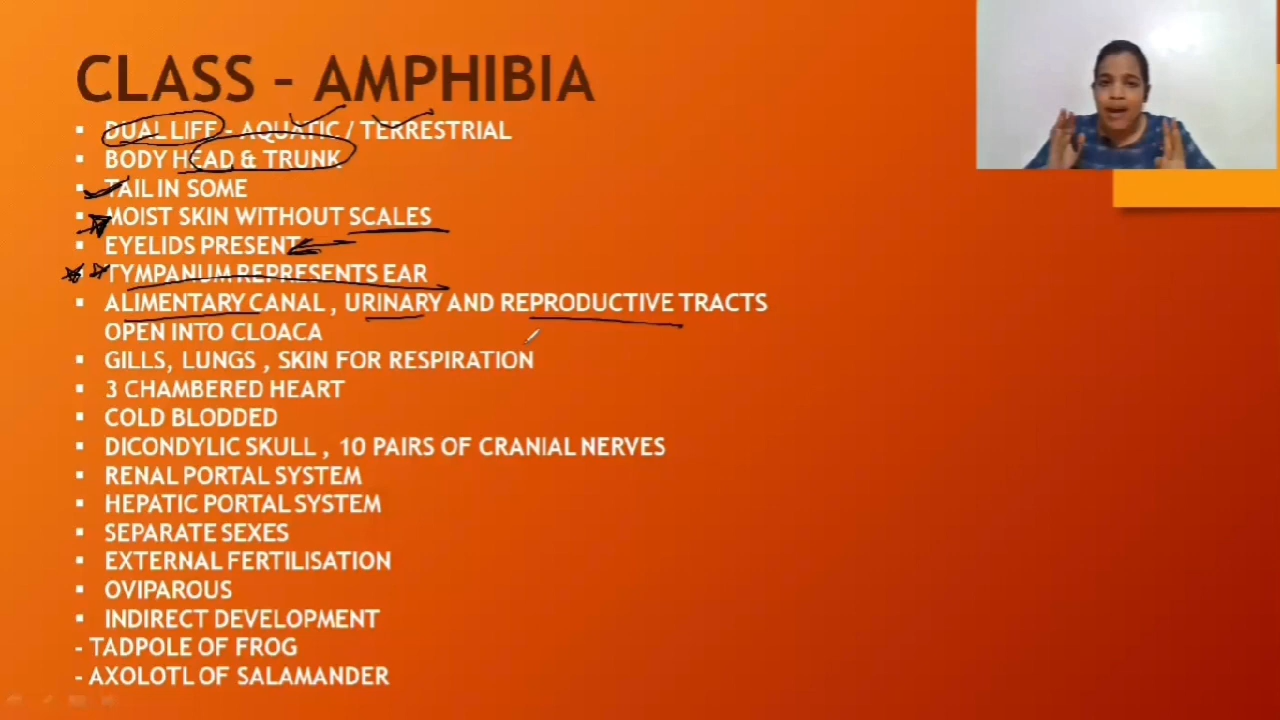 CLASS – AMPHIBIA
▪ DUAL LIFE – AQUATIC / TERRESTRIAL
▪ BODY HEAD & TRUNK
▪ TAIL IN SOME
▪ MOIST SKIN WITHOUT SCALES
▪ EYELIDS PRESENT
▪ TYMPANUM REPRESENTS EAR
▪ ALIMENTARY CANAL , URINARY AND REPRODUCTIVE TRACTS
OPEN INTO CLOACA
▪ GILLS, LUNGS , SKIN FOR RESPIRATION
▪ 3 CHAMBERED HEART
▪ COLD BLODDED
▪ DICONDYLIC SKULL , 10 PAIRS OF CRANIAL NERVES
▪ RENAL PORTAL SYSTEM
▪ HEPATIC PORTAL SYSTEM
▪ SEPARATE SEXES
▪ EXTERNAL FERTILISATION
▪ OVIPAROUS
▪ INDIRECT DEVELOPMENT
- TADPOLE OF FROG
- AXOLOTL OF SALAMANDER